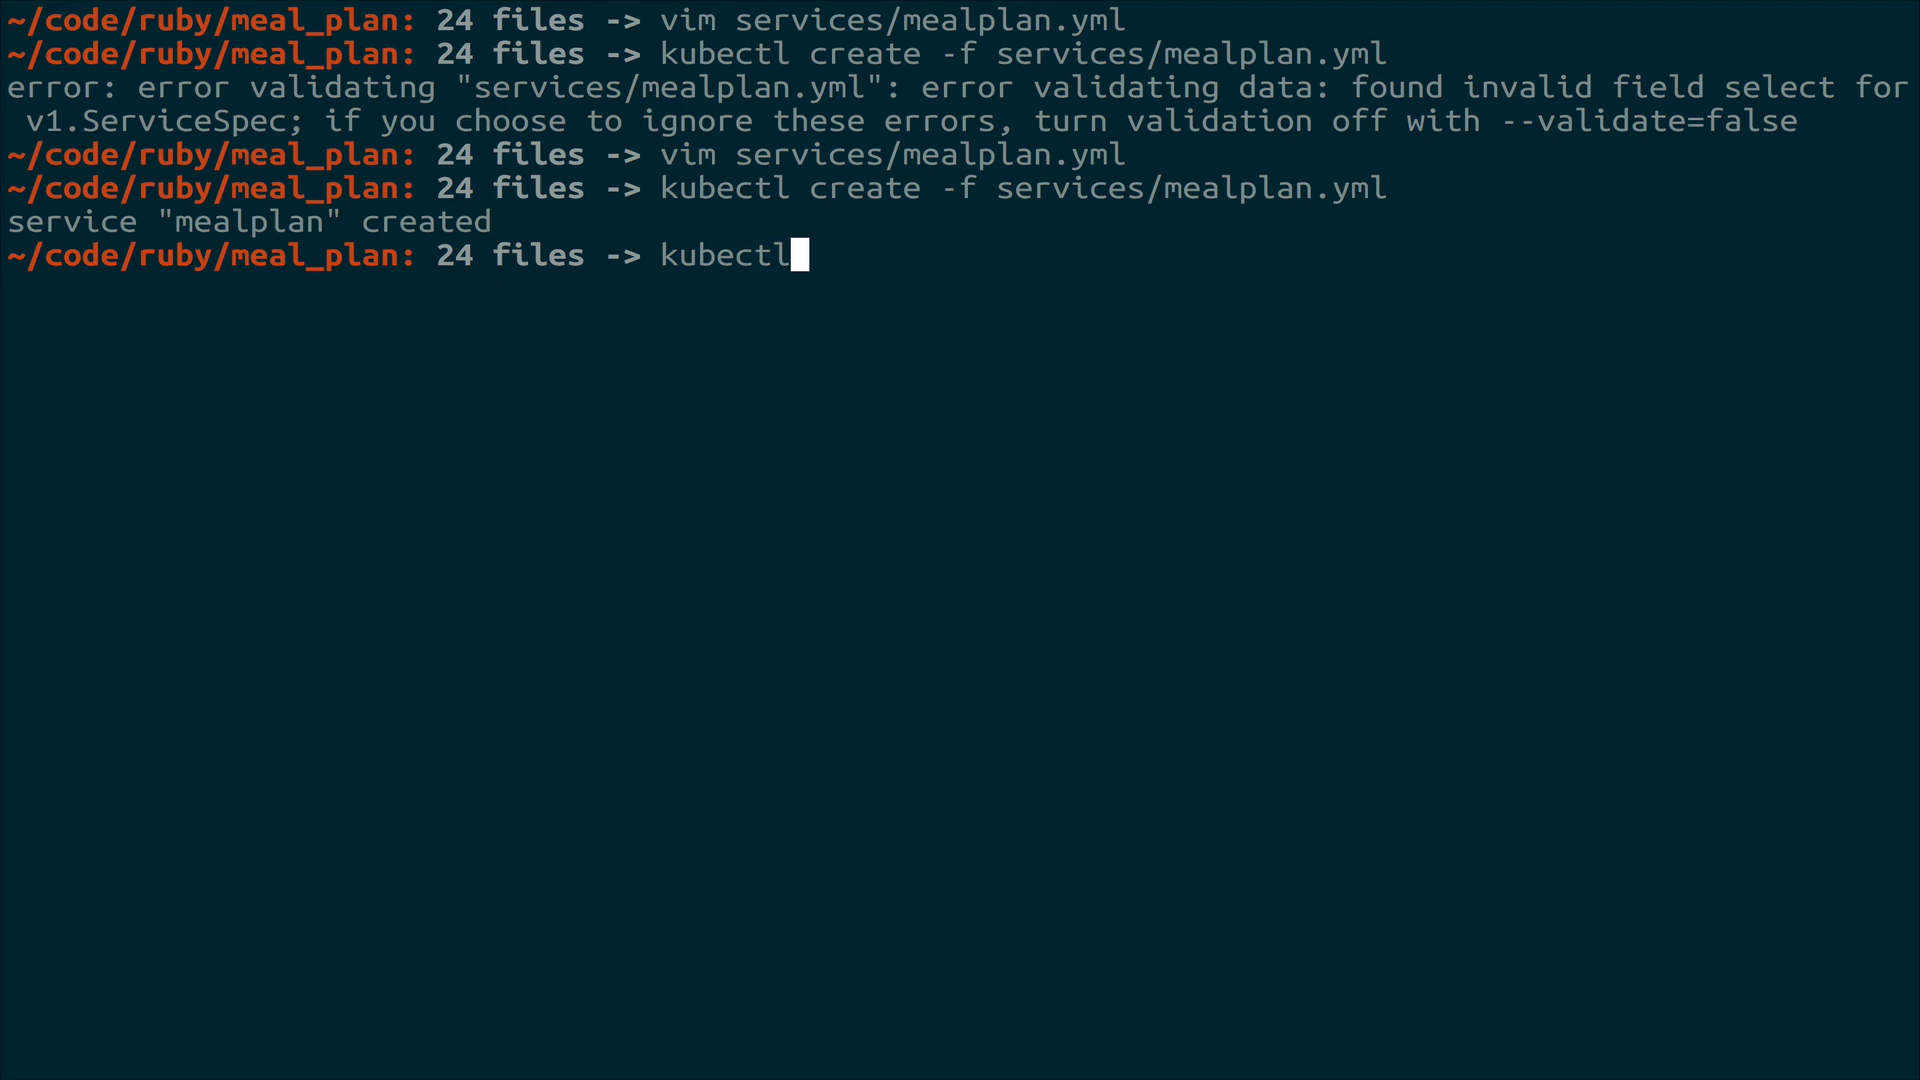 ~/code/ruby/meal_plan: 24 files -> vim services/mealplan.yml
~/code/ruby/meal_plan: 24 files -> kubectl create -f services/mealplan.yml
error: error validating "services/mealplan.yml": error validating data: found invalid field select for
v1.ServiceSpec; if you choose to ignore these errors, turn validation off with --validate=false
~/code/ruby/meal_plan: 24 files -> vim services/mealplan.yml
~/code/ruby/meal_plan: 24 files -> kubectl create -f services/mealplan.yml
service "mealplan" created
~/code/ruby/meal_plan: 24 files -> kubectl